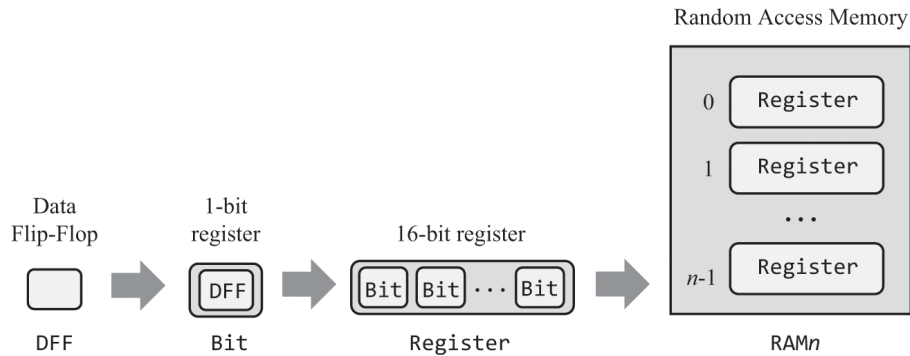 Random Access Memory
0 Register
1 Register
...
n-1 Register
RAMn
Data
Flip-Flop
DFF
1-bit
register
DFF
Bit
16-bit register
Bit Bit ... Bit
Register